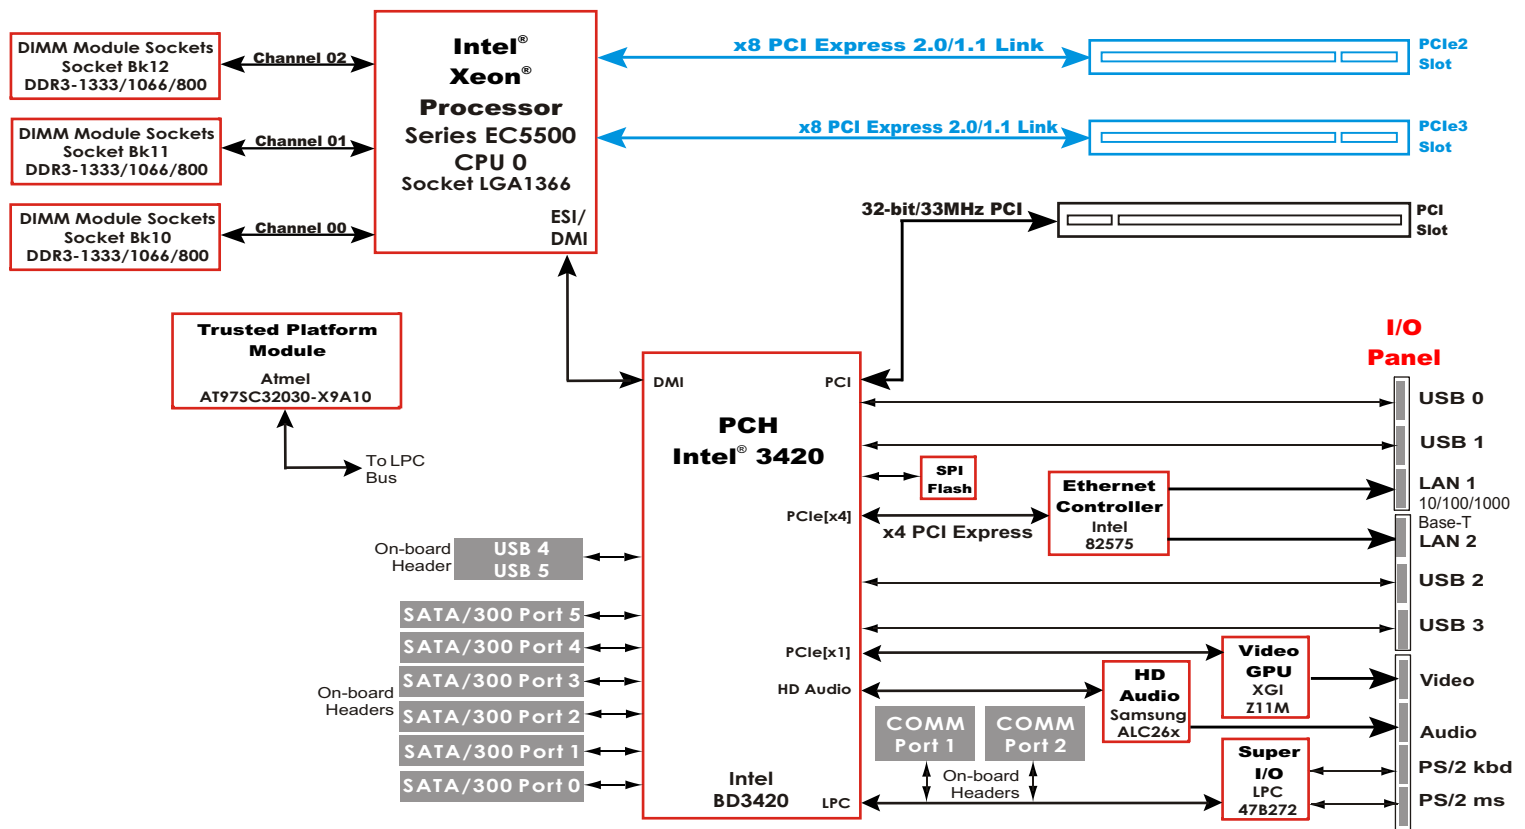 DIMM Module Sockets
Socket Bk12
DDR3-1333/1066/800
Channel 02
DIMM Module Sockets
Socket Bk11
DDR3-1333/1066/800
Channel 01
DIMM Module Sockets
Socket Bk10
DDR3-1333/1066/800
Channel 00
Intel®
Xeon®
Processor
Series EC5500
CPU 0
Socket LGA1366
ESI/
DMI
x8 PCI Express 2.0/1.1 Link
PCIe2
Slot
x8 PCI Express 2.0/1.1 Link
PCIe3
Slot
32-bit/33MHz PCI
PCI
Slot
Trusted Platform
Module
Atmel
AT97SC32030-X9A10
To LPC
Bus
DMI
PCI
PCH
Intel® 3420
PCIe[x4]
PCIe[x1]
HD Audio
Intel
BD3420
LPC
On-board
Header
USB 4
USB 5
On-board
Headers
SATA/300 Port 5
SATA/300 Port 4
SATA/300 Port 3
SATA/300 Port 2
SATA/300 Port 1
SATA/300 Port 0
SPI
Flash
x4 PCI Express
Ethernet
Controller
Intel
82575
Video
GPU
XGI
Z11M
HD
Audio
Samsung
ALC26x
COMM
Port 1
COMM
Port 2
On-board
Headers
Super
I/O
LPC
47B272
I/O
Panel
USB 0
USB 1
LAN 1
10/100/1000
Base-T
LAN 2
USB 2
USB 3
Video
Audio
PS/2 kbd
PS/2 ms